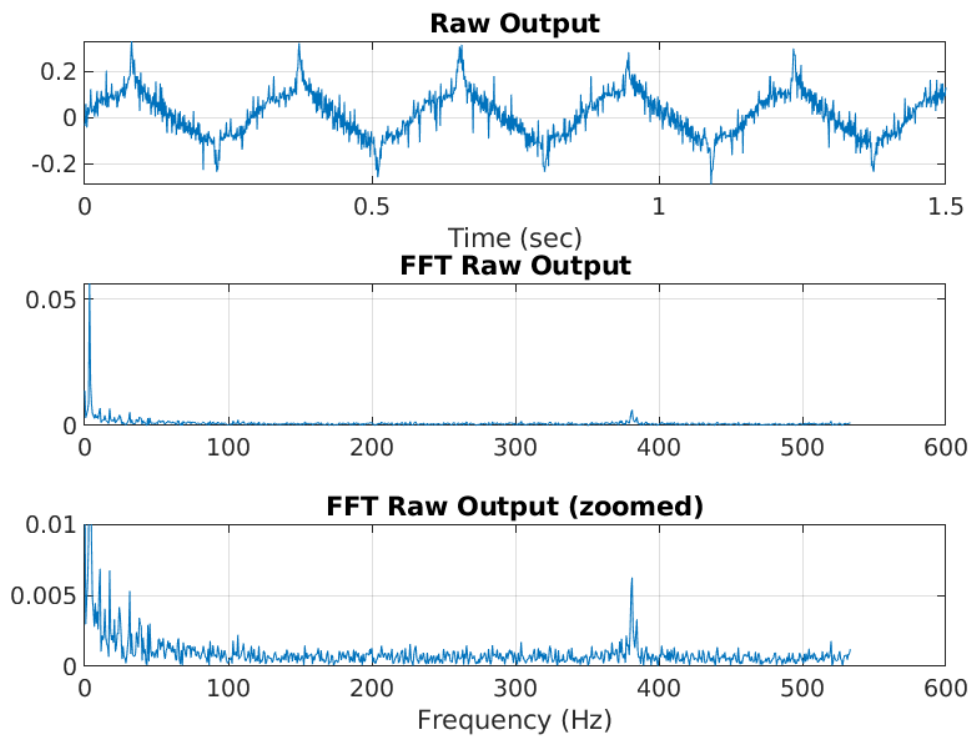 Raw Output
0.2
0
-0.2
0 0.5 1 1.5
Time (sec)
FFT Raw Output
0.05
0
0 100 200 300 400 500 600
FFT Raw Output (zoomed)
0.01
0.005
0
0 100 200 300 400 500 600
Frequency (Hz)